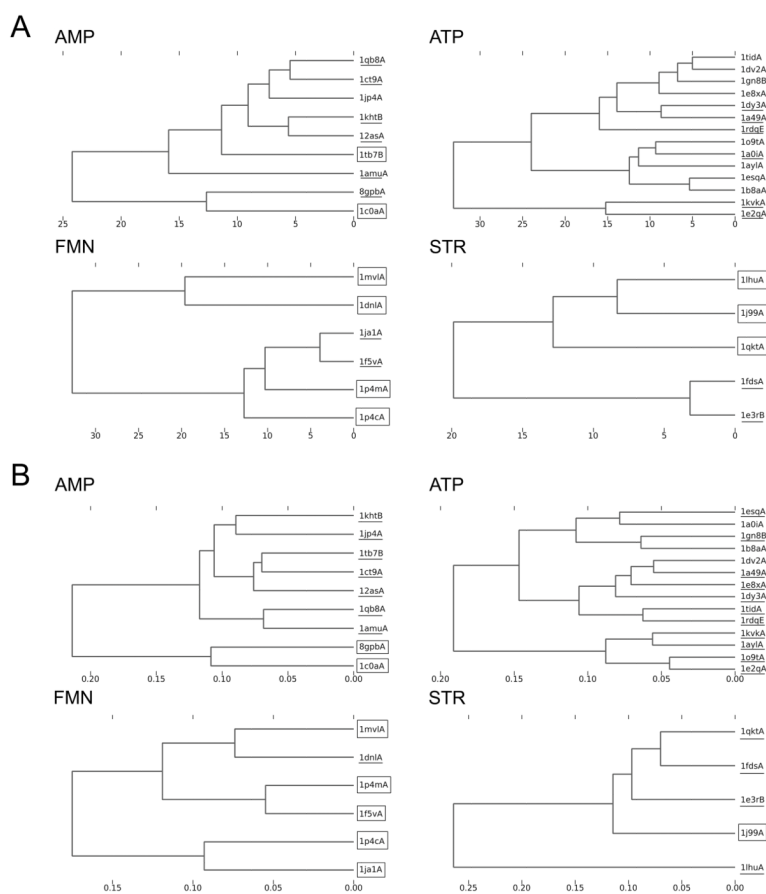 A
AMP
1qb8A
1ct9A
1jp4A
1khtB
12asA
1tb7B
1amuA
8gpbA
1c0aA
25 20 15 10 5 0
ATP
1tidA
1dv2A
1gn8B
1e8xA
1dy3A
1a49A
1rdqE
1o9tA
1a0iA
1aylA
1esqA
1b8aA
1kvkA
1e2qA
30 25 20 15 10 5 0
FMN
1mvlA
1dnlA
1ja1A
1f5vA
1p4mA
1p4cA
30 25 20 15 10 5 0
STR
1lhuA
1j99A
1qktA
1fdsA
1e3rB
20 15 10 5 0
B
AMP
1khtB
1jp4A
1tb7B
1ct9A
12asA
1qb8A
1amuA
8gpbA
1c0aA
0.20 0.15 0.10 0.05 0.00
ATP
1esqA
1a0iA
1gn8B
1b8aA
1dv2A
1a49A
1e8xA
1dy3A
1tidA
1rdqE
1kvkA
1aylA
1o9tA
1e2qA
0.20 0.15 0.10 0.05 0.00
FMN
1mvlA
1dnlA
1p4mA
1f5vA
1p4cA
1ja1A
0.15 0.10 0.05 0.00
STR
1qktA
1fdsA
1e3rB
1j99A
1lhuA
0.25 0.20 0.15 0.10 0.05 0.00